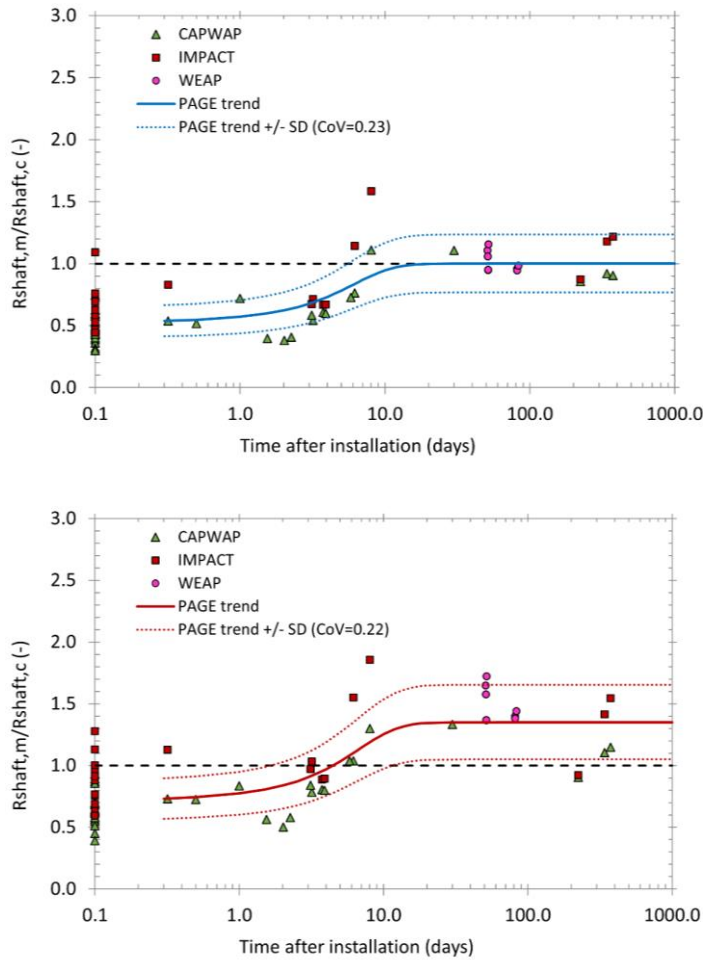 3.0
2.5
2.0
1.5
1.0
0.5
0.0
Rshaft,m/Rshaft,c (-)
CAPWAP
IMPACT
WEAP
PAGE trend
PAGE trend +/- SD (CoV=0.23)
0.1 1.0 10.0 100.0 1000.0
Time after installation (days)
3.0
2.5
2.0
1.5
1.0
0.5
0.0
Rshaft,m/Rshaft,c (-)
CAPWAP
IMPACT
WEAP
PAGE trend
PAGE trend +/- SD (CoV=0.22)
0.1 1.0 10.0 100.0 1000.0
Time after installation (days)